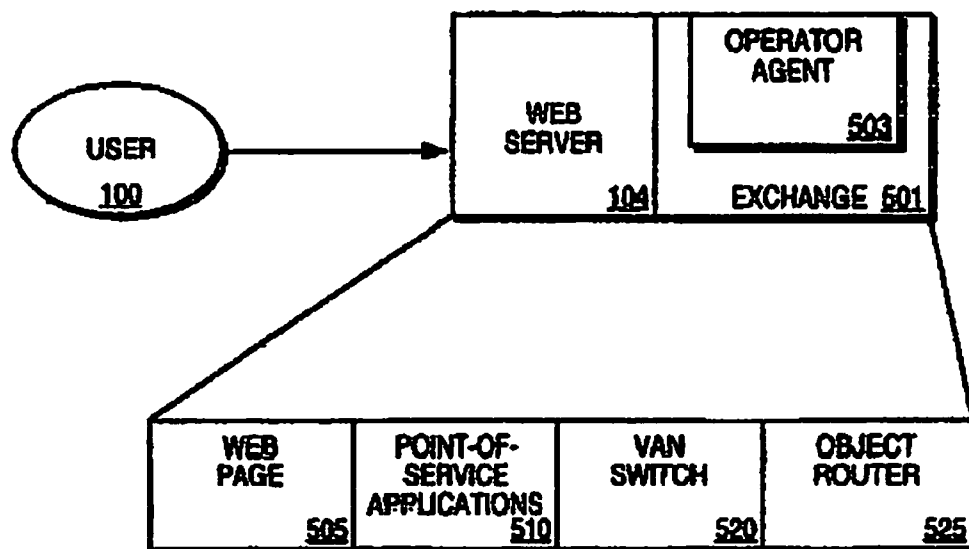 USER
100
WEB
SERVER
104
OPERATOR
AGENT
503
EXCHANGE 501
WEB
PAGE
505
POINT-OF-
SERVICE
APPLICATIONS
510
VAN
SWITCH
520
OBJECT
ROUTER
525